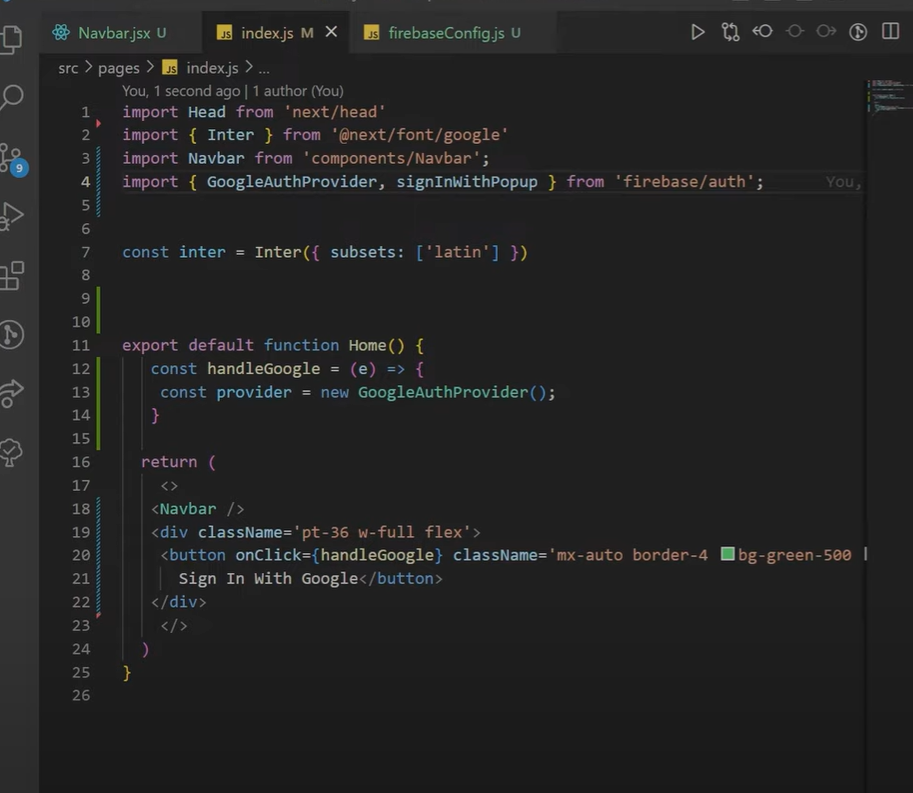 Navbar.jsx U
index.js M
firebaseConfig.js U
src > pages > JS index.js > ...
You, 1 second ago | 1 author (You)
1 import Head from 'next/head'
2 import { Inter } from '@next/font/google'
3 import Navbar from 'components/Navbar';
4 import { GoogleAuthProvider, signInWithPopup } from 'firebase/auth'; You,
5
6
7 const inter = Inter({ subsets: ['latin'] })
8
9
10
11 export default function Home() {
12 const handleGoogle = (e) => {
13 const provider = new GoogleAuthProvider();
14 }
15
16 return (
17 <>
18 <Navbar />
19 <div className='pt-36 w-full flex'>
20 <button onClick={handleGoogle} className='mx-auto border-4 bg-green-500
21 Sign In With Google</button>
22 </div>
23 </>
24 )
25 }
26
9